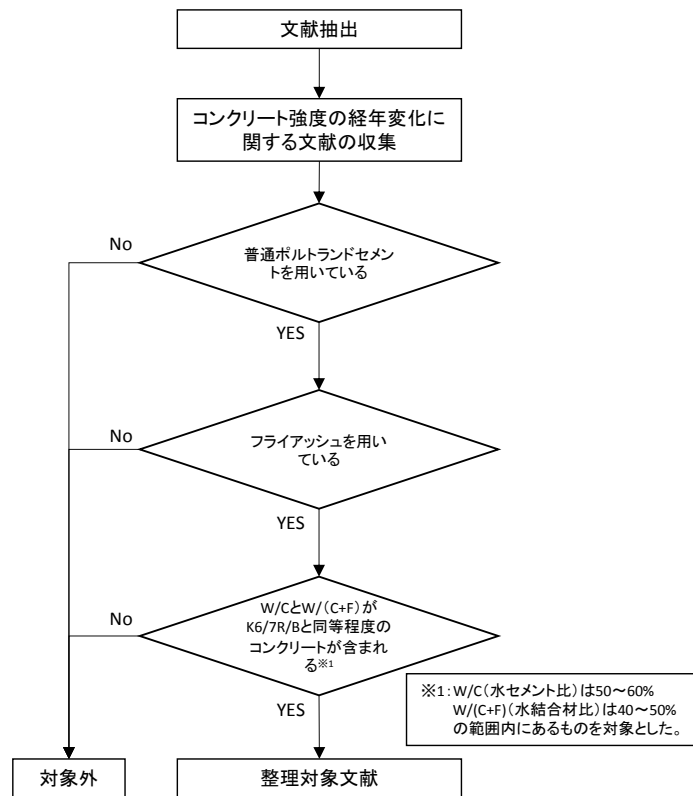 文献抽出
コンクリート強度の経年変化に
関する文献の収集
No
普通ポルトランドセメン
トを用いている
YES
No
フライアッシュを用い
ている
YES
No
W/CとW/(C+F)が
K6/7R/Bと同等程度の
コンクリートが含まれ
る※1
YES
※1:W/C(水セメント比)は50~60%
W/(C+F)(水結合材比)は40~50%
の範囲内にあるものを対象とした。
対象外
整理対象文献